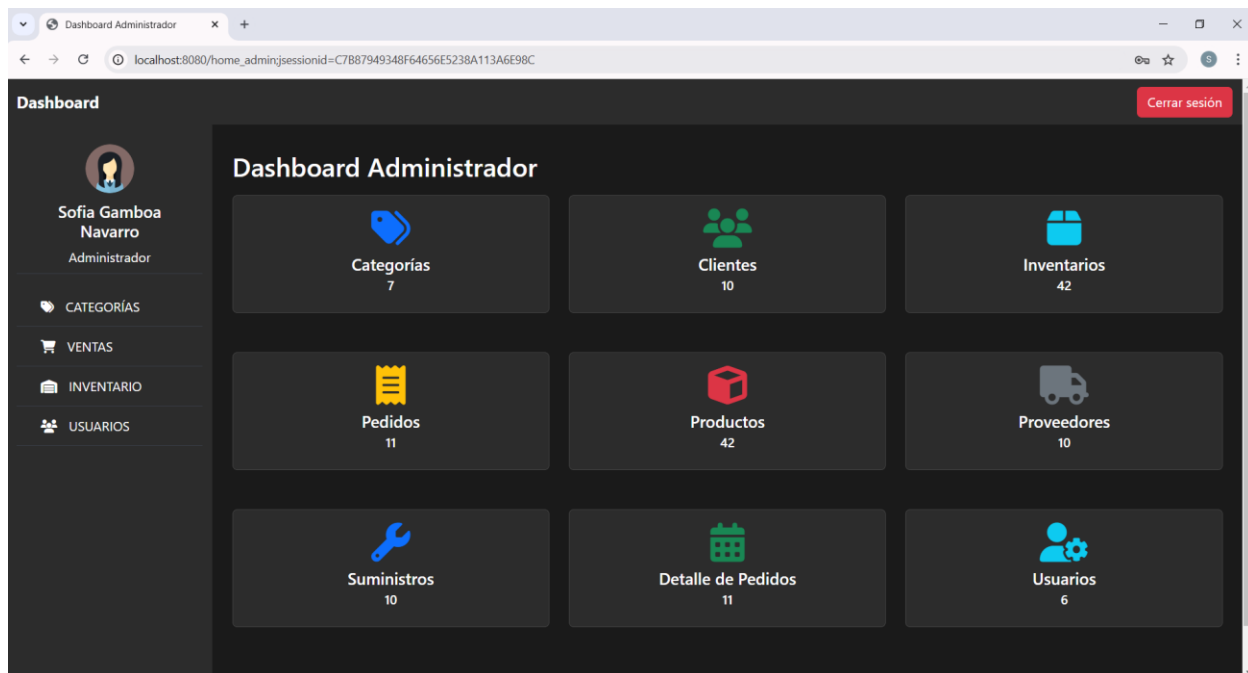 Dashboard Administrador
localhost:8080/home_admin;jsessionid=C7B87949348F64656E5238A113A6E98C
S
Dashboard
Cerrar sesión
Sofia Gamboa
Navarro
Administrador
CATEGORÍAS
VENTAS
INVENTARIO
USUARIOS
Dashboard Administrador
Categorías
7
Clientes
10
Inventarios
42
Pedidos
11
Productos
42
Proveedores
10
Suministros
10
Detalle de Pedidos
11
Usuarios
6